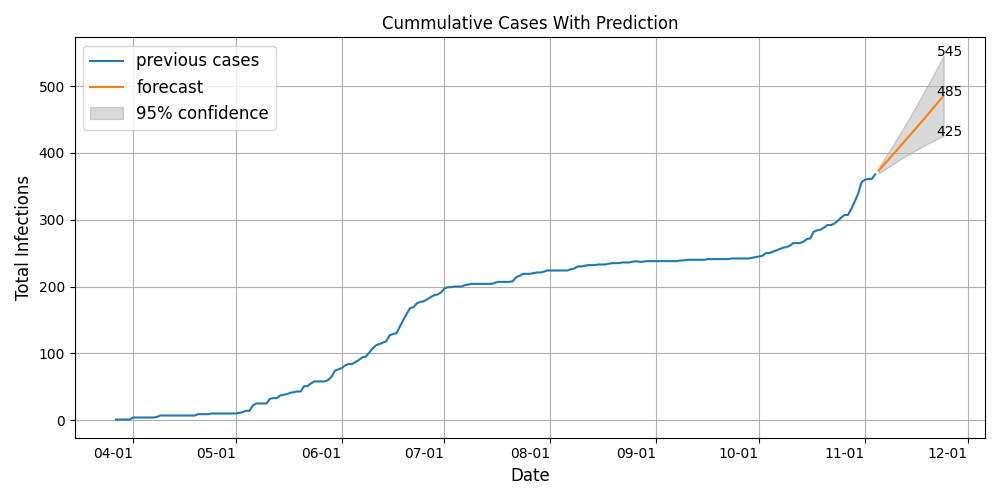 Cummulative Cases With Prediction
previous cases
forecast
95% confidence
545
485
425
500
400
300
200
100
0
Total Infections
04-01 05-01 06-01 07-01 08-01 09-01 10-01 11-01 12-01
Date